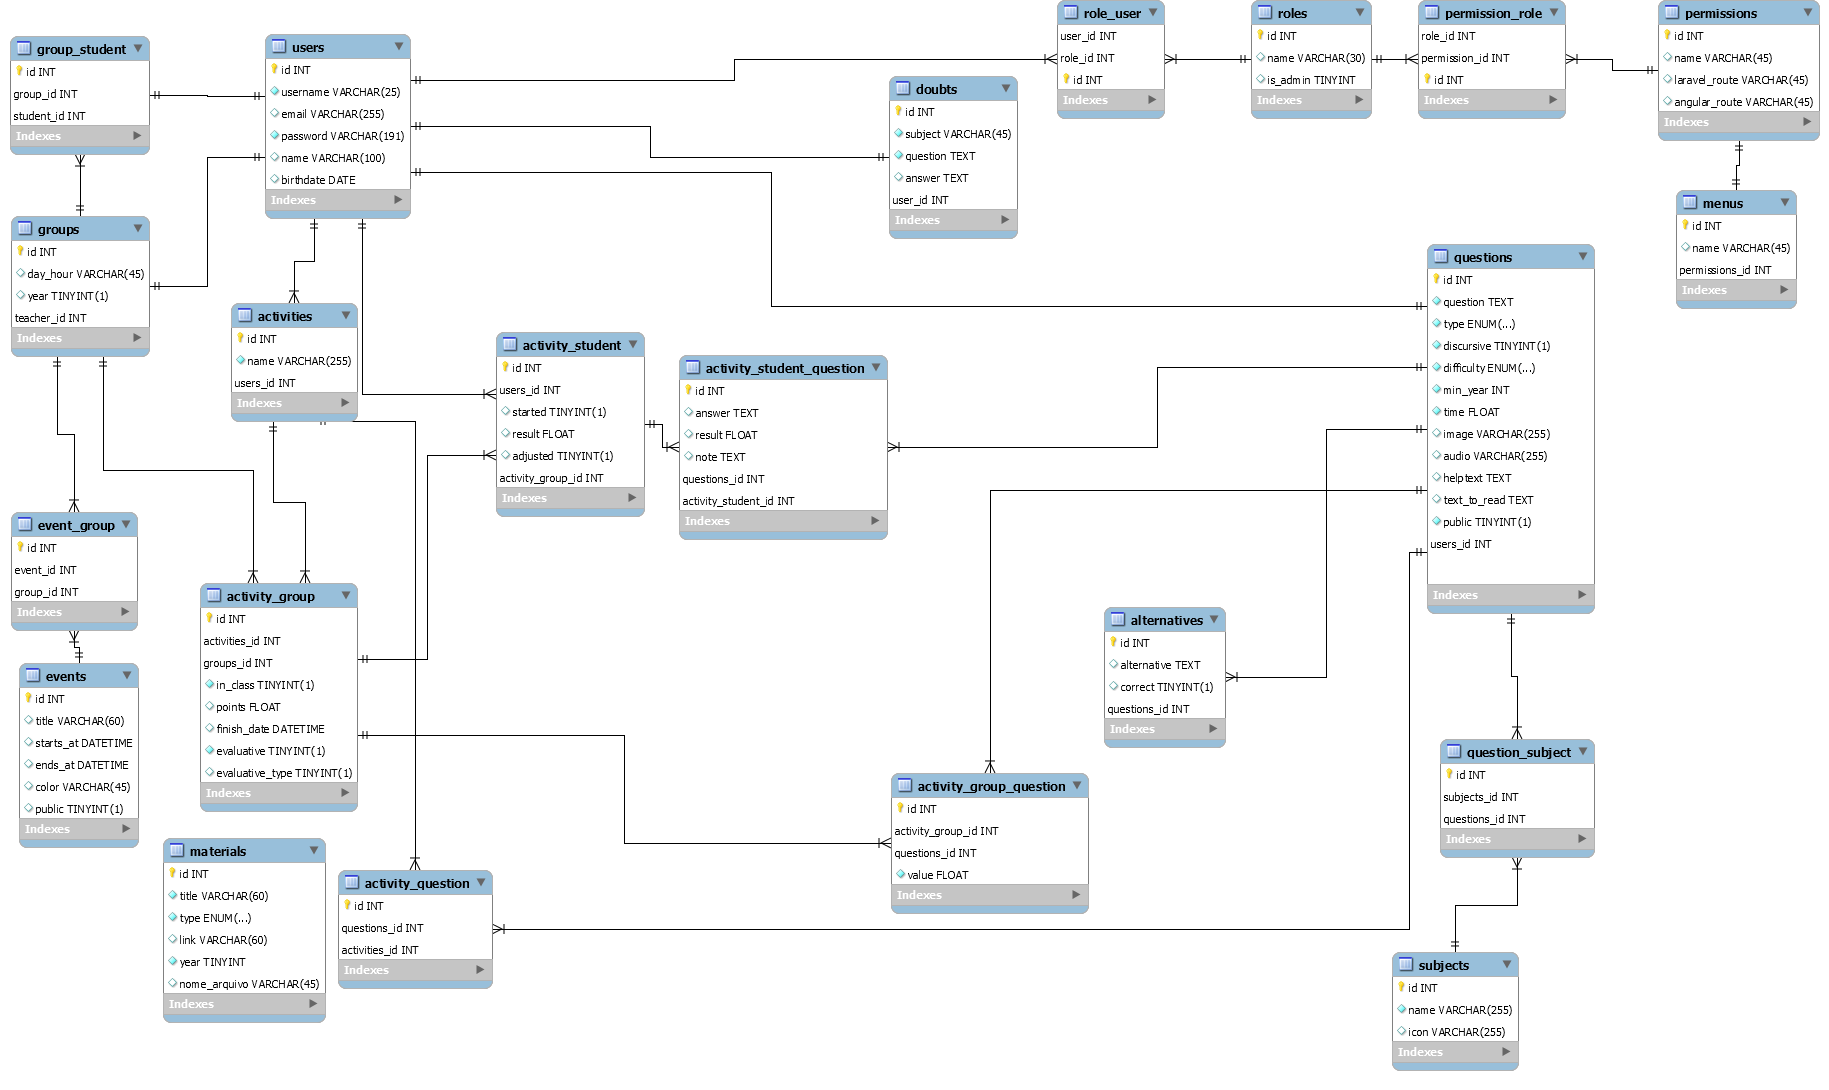 group_student
id INT
group_id INT
student_id INT
Indexes
users
id INT
username VARCHAR(25)
email VARCHAR(255)
password VARCHAR(191)
name VARCHAR(100)
birthdate DATE
Indexes
role_user
user_id INT
role_id INT
id INT
Indexes
roles
id INT
name VARCHAR(30)
is_admin TINYINT
Indexes
permission_role
role_id INT
permission_id INT
id INT
Indexes
permissions
id INT
name VARCHAR(45)
laravel_route VARCHAR(45)
angular_route VARCHAR(45)
Indexes
doubts
id INT
subject VARCHAR(45)
question TEXT
answer TEXT
user_id INT
Indexes
menus
id INT
name VARCHAR(45)
permissions_id INT
Indexes
groups
id INT
day_hour VARCHAR(45)
year TINYINT(1)
teacher_id INT
Indexes
activities
id INT
name VARCHAR(255)
users_id INT
Indexes
activity_student
id INT
users_id INT
started TINYINT(1)
result FLOAT
adjusted TINYINT(1)
activity_group_id INT
Indexes
activity_student_question
id INT
answer TEXT
result FLOAT
note TEXT
questions_id INT
activity_student_id INT
Indexes
questions
id INT
question TEXT
type ENUM(...)
discursive TINYINT(1)
difficulty ENUM(...)
min_year INT
time FLOAT
image VARCHAR(255)
audio VARCHAR(255)
helptext TEXT
text_to_read TEXT
public TINYINT(1)
users_id INT
Indexes
event_group
id INT
event_id INT
group_id INT
Indexes
activity_group
id INT
activities_id INT
groups_id INT
in_class TINYINT(1)
points FLOAT
finish_date DATETIME
evaluative TINYINT(1)
evaluative_type TINYINT(1)
Indexes
alternatives
id INT
alternative TEXT
correct TINYINT(1)
questions_id INT
Indexes
events
id INT
title VARCHAR(60)
starts_at DATETIME
ends_at DATETIME
color VARCHAR(45)
public TINYINT(1)
Indexes
question_subject
id INT
subjects_id INT
questions_id INT
Indexes
activity_group_question
id INT
activity_group_id INT
questions_id INT
value FLOAT
Indexes
materials
id INT
title VARCHAR(60)
type ENUM(...)
link VARCHAR(60)
year TINYINT
nome_arquivo VARCHAR(45)
Indexes
activity_question
id INT
questions_id INT
activities_id INT
Indexes
subjects
id INT
name VARCHAR(255)
icon VARCHAR(255)
Indexes